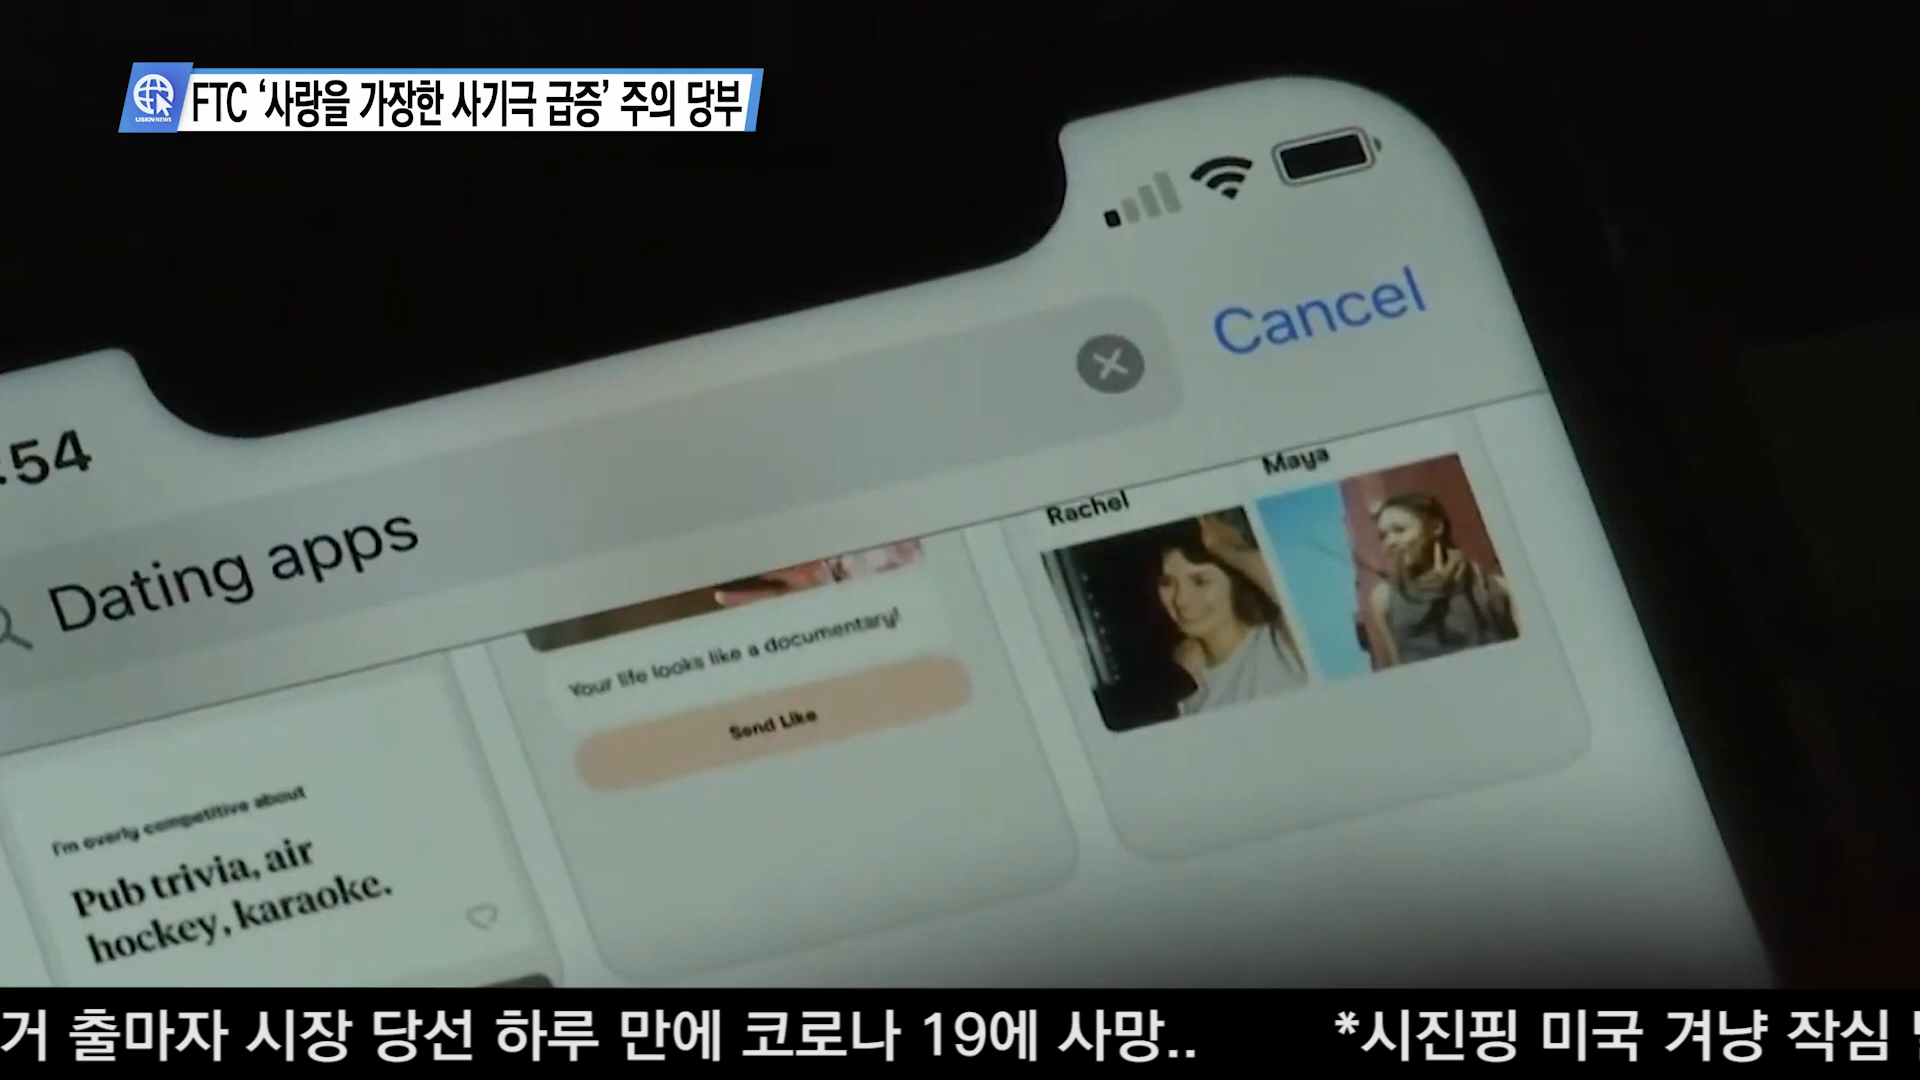 FTC ‘사랑을 가장한 사기극 급증’ 주의 당부
USKN NEWS
:54
Cancel
Dating apps
Maya
Rachel
Your life looks like a documentary!
Send Like
I'm overly competitive about
Pub trivia, air
hockey, karaoke.
거 출마자 시장 당선 하루 만에 코로나 19에 사망.. *시진핑 미국 겨냥 작심